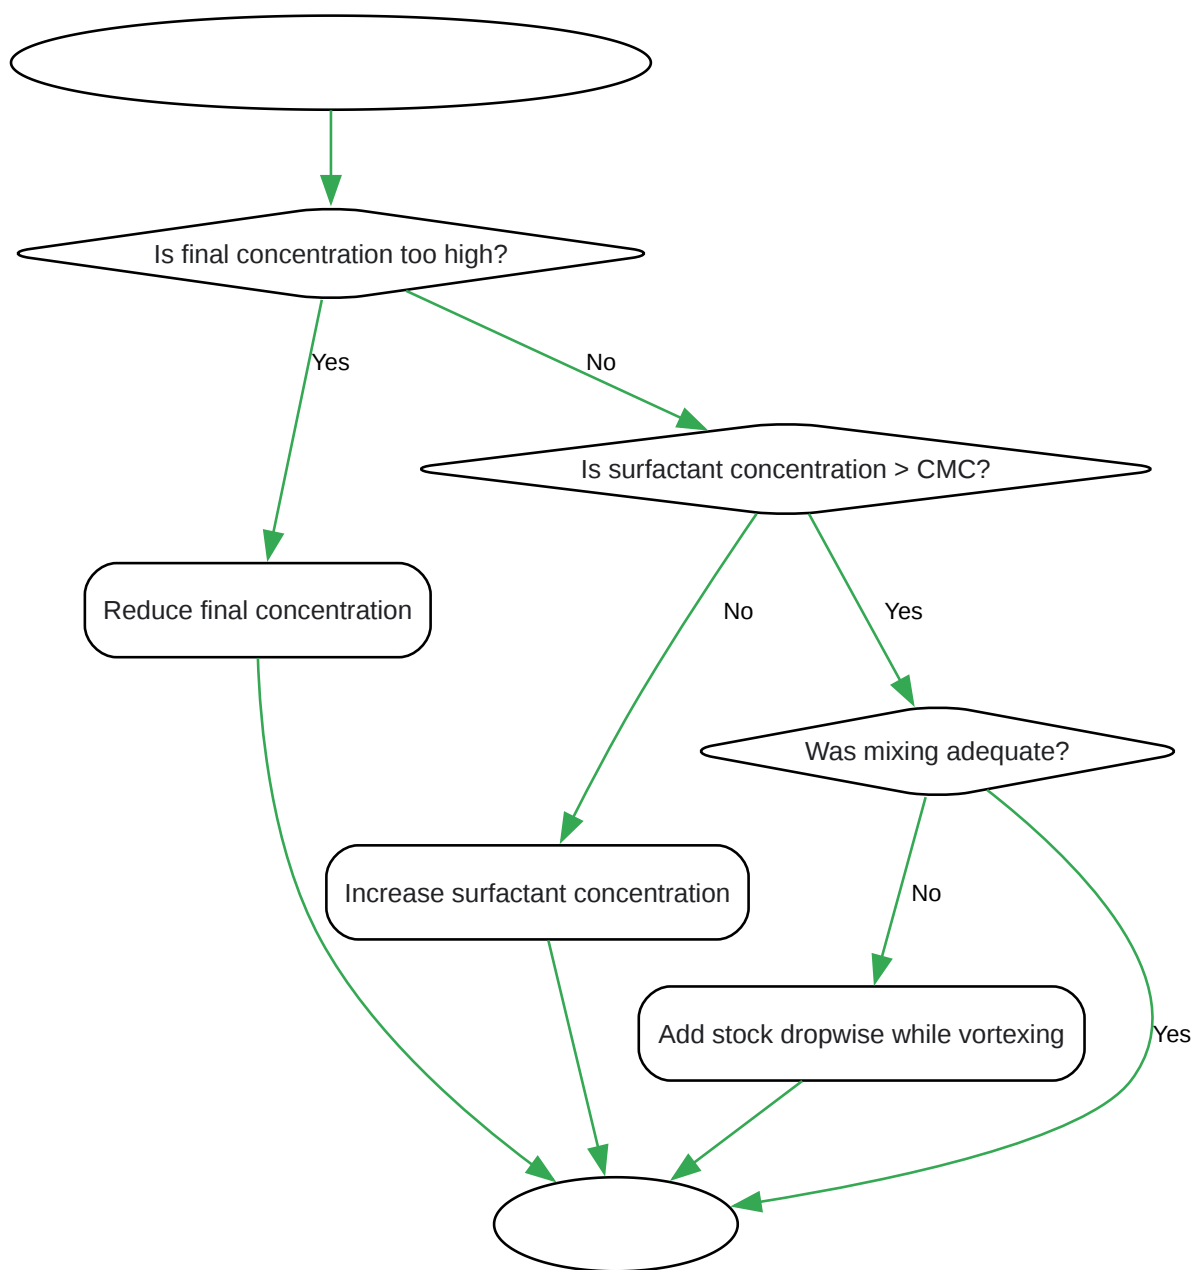 Is final concentration too high?
Yes
No
Is surfactant concentration > CMC?
Reduce final concentration
No
Yes
Was mixing adequate?
Increase surfactant concentration
No
Add stock dropwise while vortexing
Yes